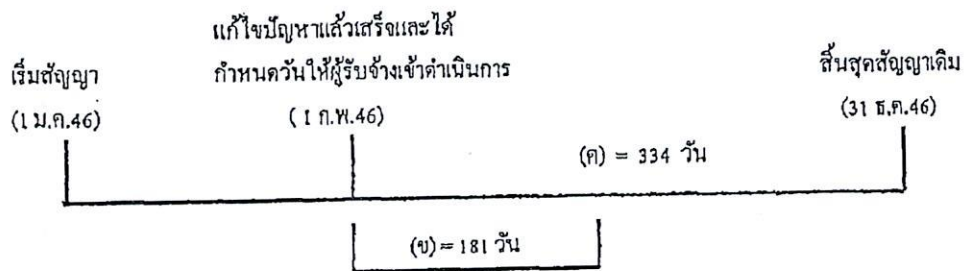 แก้ไขปัญหาแล้วเสร็จและได้
เริ่มสัญญา กำหนดวันให้ผู้รับจ้างเข้าดำเนินการ สิ้นสุดสัญญาเดิม
(1 ม.ค.46) ( 1 ก.พ.46) (31 ธ.ค.46)
(ค) = 334 วัน
(ข) = 181 วัน